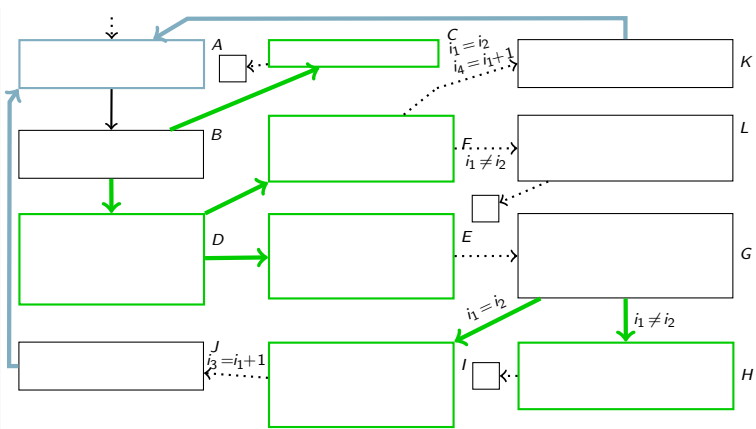 A
C
i₁ = i₂
i₄ = i₁+1
K
B
F
i₁ ≠ i₂
L
D
E
G
i₁ = i₂
i₁ ≠ i₂
J
i₃ = i₁+1
I
H